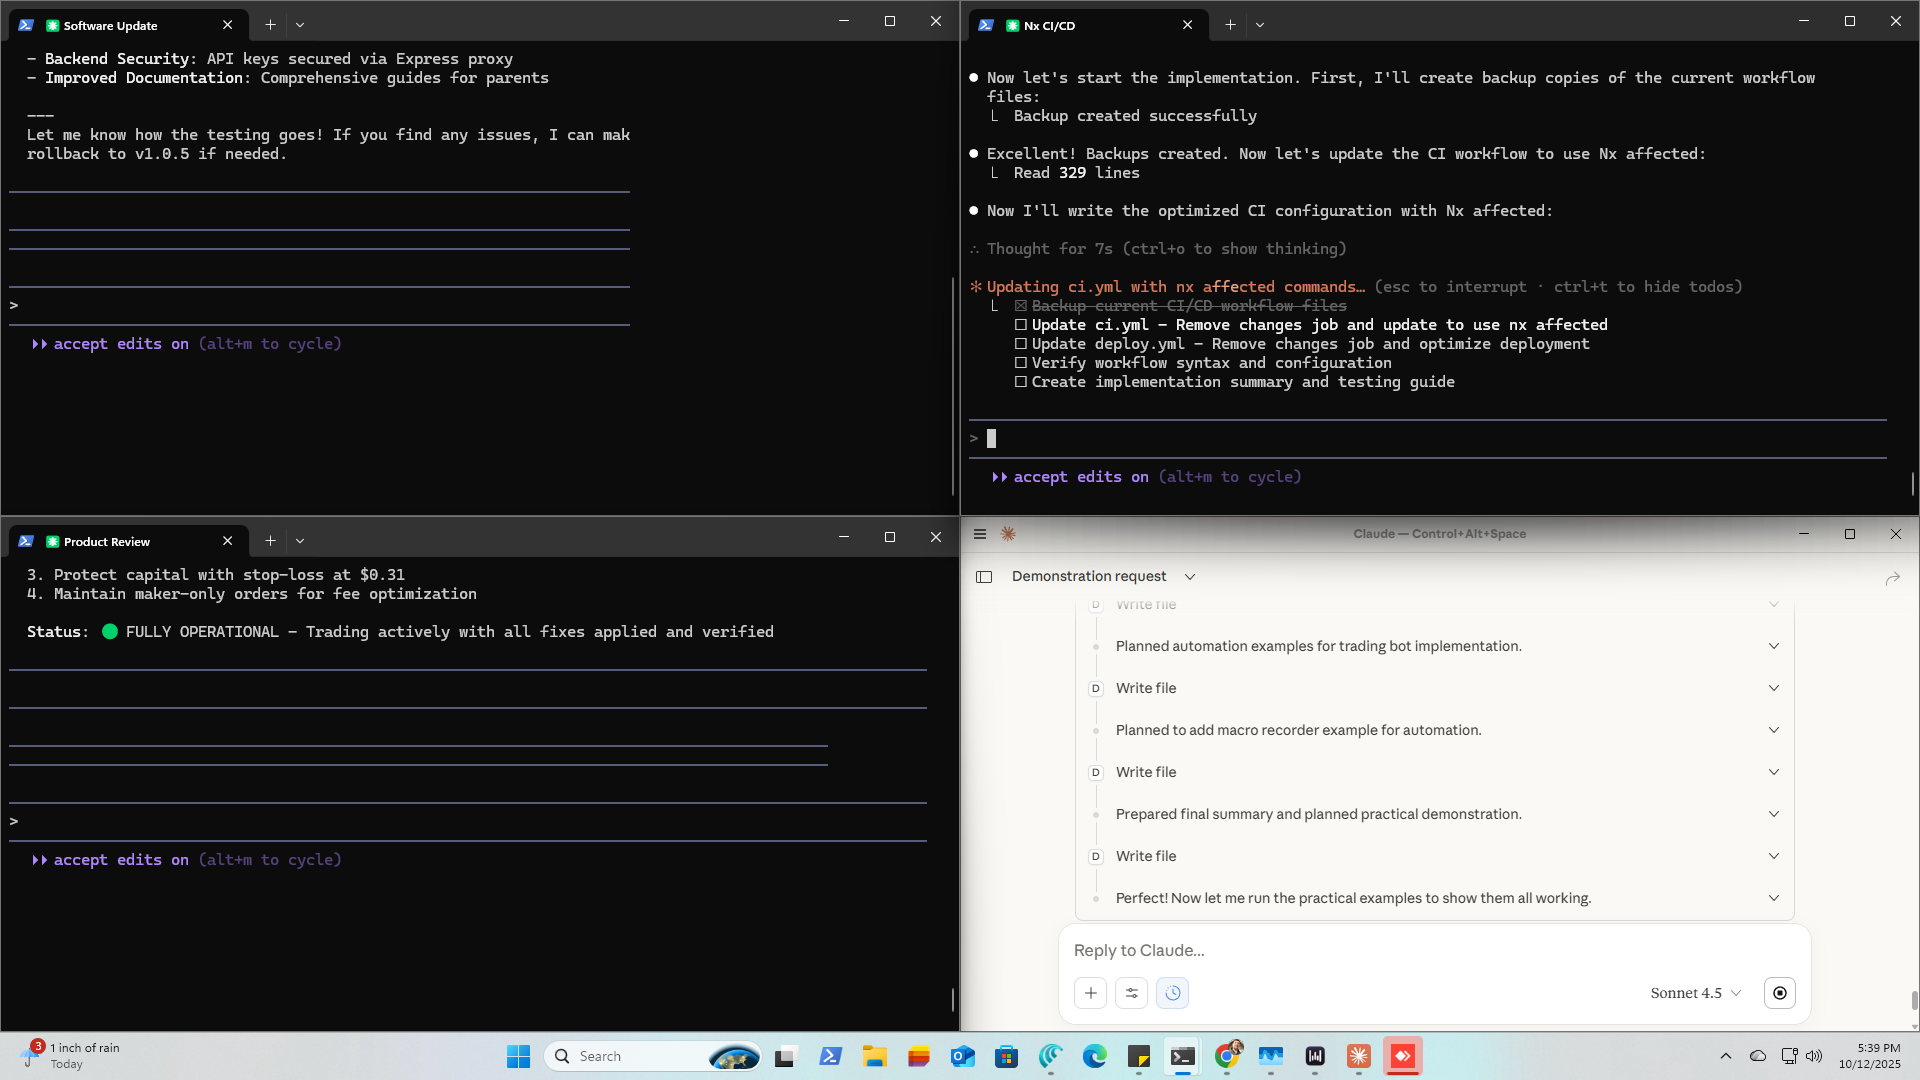 Software Update
- Backend Security: API keys secured via Express proxy
- Improved Documentation: Comprehensive guides for parents
---
Let me know how the testing goes! If you find any issues, I can mak
rollback to v1.0.5 if needed.
>
accept edits on (alt+m to cycle)
Nx CI/CD
Now let's start the implementation. First, I'll create backup copies of the current workflow
files:
Backup created successfully
Excellent! Backups created. Now let's update the CI workflow to use Nx affected:
Read 329 lines
Now I'll write the optimized CI configuration with Nx affected:
Thought for 7s (ctrl+o to show thinking)
Updating ci.yml with nx affected commands… (esc to interrupt · ctrl+t to hide todos)
Backup current CI/CD workflow files
Update ci.yml - Remove changes job and update to use nx affected
Update deploy.yml - Remove changes job and optimize deployment
Verify workflow syntax and configuration
Create implementation summary and testing guide
>
accept edits on (alt+m to cycle)
Product Review
3. Protect capital with stop-loss at $0.31
4. Maintain maker-only orders for fee optimization
Status: FULLY OPERATIONAL - Trading actively with all fixes applied and verified
>
accept edits on (alt+m to cycle)
Claude — Control+Alt+Space
Demonstration request
D Write file
Planned automation examples for trading bot implementation.
D Write file
Planned to add macro recorder example for automation.
D Write file
Prepared final summary and planned practical demonstration.
D Write file
Perfect! Now let me run the practical examples to show them all working.
Reply to Claude...
Sonnet 4.5
3
1 inch of rain
Today
Search
5:39 PM
10/12/2025